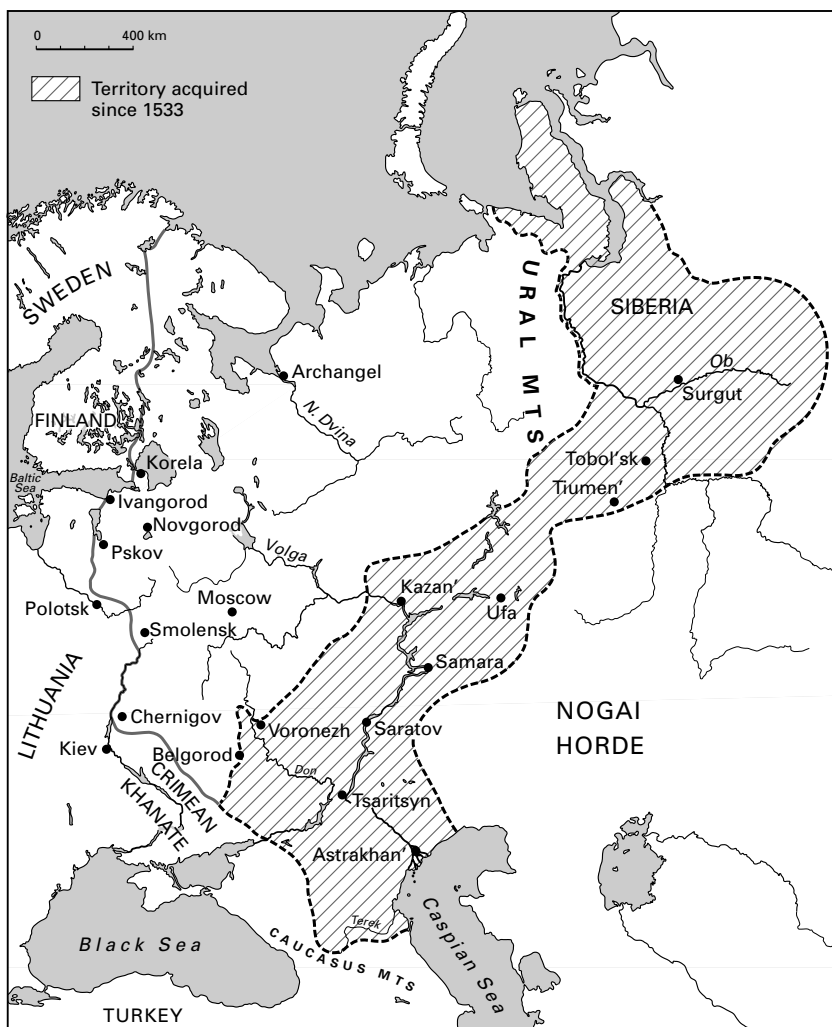 0 400 km
Territory acquired
since 1533
SWEDEN
URAL MTS
SIBERIA
Ob
Surgut
Archangel
N. Dvina
FINLAND
Korela
Baltic
Sea
Ivangorod
Novgorod
Pskov
Tobol'sk
Tiumen'
Volga
Kazan'
Ufa
Polotsk
Moscow
Smolensk
Samara
LITHUANIA
Chernigov
Voronezh
Saratov
NOGAI
HORDE
Kiev
Belgorod
Don
CRIMEAN
KHANATE
Tsaritsyn
Astrakhan'
Terek
Black Sea
CAUCASUS MTS
Caspian Sea
TURKEY